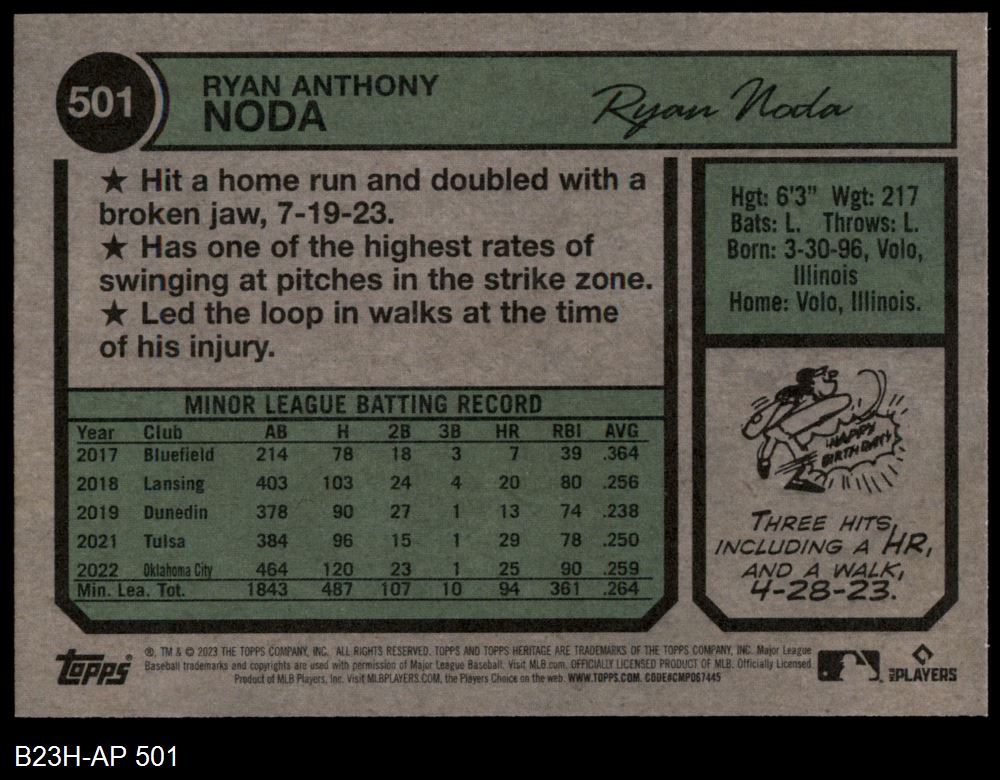 501
RYAN ANTHONY
NODA
Ryan Noda
★ Hit a home run and doubled with a
broken jaw, 7-19-23.
★ Has one of the highest rates of
swinging at pitches in the strike zone.
★ Led the loop in walks at the time
of his injury.
Hgt: 6'3" Wgt: 217
Bats: L. Throws: L.
Born: 3-30-96, Volo,
Illinois
Home: Volo, Illinois.
MINOR LEAGUE BATTING RECORD
Year Club AB H 2B 3B HR RBI AVG
2017 Bluefield 214 78 18 3 7 39 .364
2018 Lansing 403 103 24 4 20 80 .256
2019 Dunedin 378 90 27 1 13 74 .238
2021 Tulsa 384 96 15 1 29 78 .250
2022 Oklahoma City 464 120 23 1 25 90 .259
Min. Lea. Tot. 1843 487 107 10 94 361 .264
HAPPY
BIRTHDAY!
THREE HITS,
INCLUDING A HR,
AND A WALK,
4-28-23.
Topps®
®, TM & © 2023 THE TOPPS COMPANY, INC. ALL RIGHTS RESERVED. TOPPS AND TOPPS HERITAGE ARE TRADEMARKS OF THE TOPPS COMPANY, INC. Major League
Baseball trademarks and copyrights are used with permission of Major League Baseball. Visit MLB.com. OFFICIALLY LICENSED PRODUCT OF MLB. Officially Licensed
Product of MLB Players, Inc. Visit MLBPLAYERS.COM, the Players Choice on the web. WWW.TOPPS.COM. CODE#CMP067445
MLB PLAYERS
B23H-AP 501